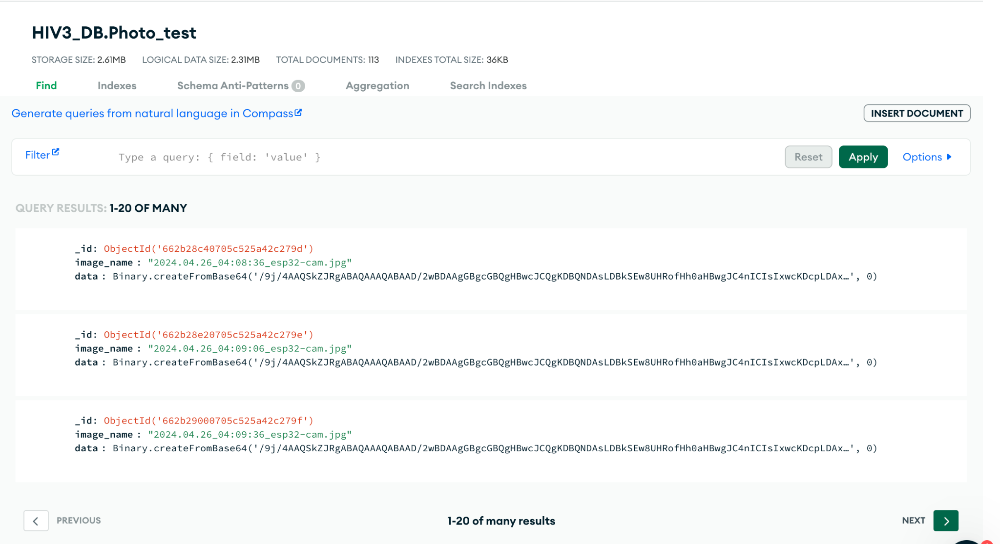 HIV3_DB.Photo_test
STORAGE SIZE: 2.61MB LOGICAL DATA SIZE: 2.31MB TOTAL DOCUMENTS: 113 INDEXES TOTAL SIZE: 36KB
Find Indexes Schema Anti-Patterns 0 Aggregation Search Indexes
Generate queries from natural language in Compass
INSERT DOCUMENT
Filter Type a query: { field: 'value' } Reset Apply Options
QUERY RESULTS: 1-20 OF MANY
_id: ObjectId('662b28c40705c525a42c279d')
image_name : "2024.04.26_04:08:36_esp32-cam.jpg"
data : Binary.createFromBase64('/9j/4AAQSkZJRgABAQAAAQABAAD/2wBDAAgGBgcGBQgHBwcJCQgKDBQNDAsLDBkSEw8UHRofHh0aHBwgJC4nICIsIxwcKDcpLDAx…', 0)
_id: ObjectId('662b28e20705c525a42c279e')
image_name : "2024.04.26_04:09:06_esp32-cam.jpg"
data : Binary.createFromBase64('/9j/4AAQSkZJRgABAQAAAQABAAD/2wBDAAgGBgcGBQgHBwcJCQgKDBQNDAsLDBkSEw8UHRofHh0aHBwgJC4nICIsIxwcKDcpLDAx…', 0)
_id: ObjectId('662b29000705c525a42c279f')
image_name : "2024.04.26_04:09:36_esp32-cam.jpg"
data : Binary.createFromBase64('/9j/4AAQSkZJRgABAQAAAQABAAD/2wBDAAgGBgcGBQgHBwcJCQgKDBQNDAsLDBkSEw8UHRofHh0aHBwgJC4nICIsIxwcKDcpLDAx…', 0)
PREVIOUS 1-20 of many results NEXT